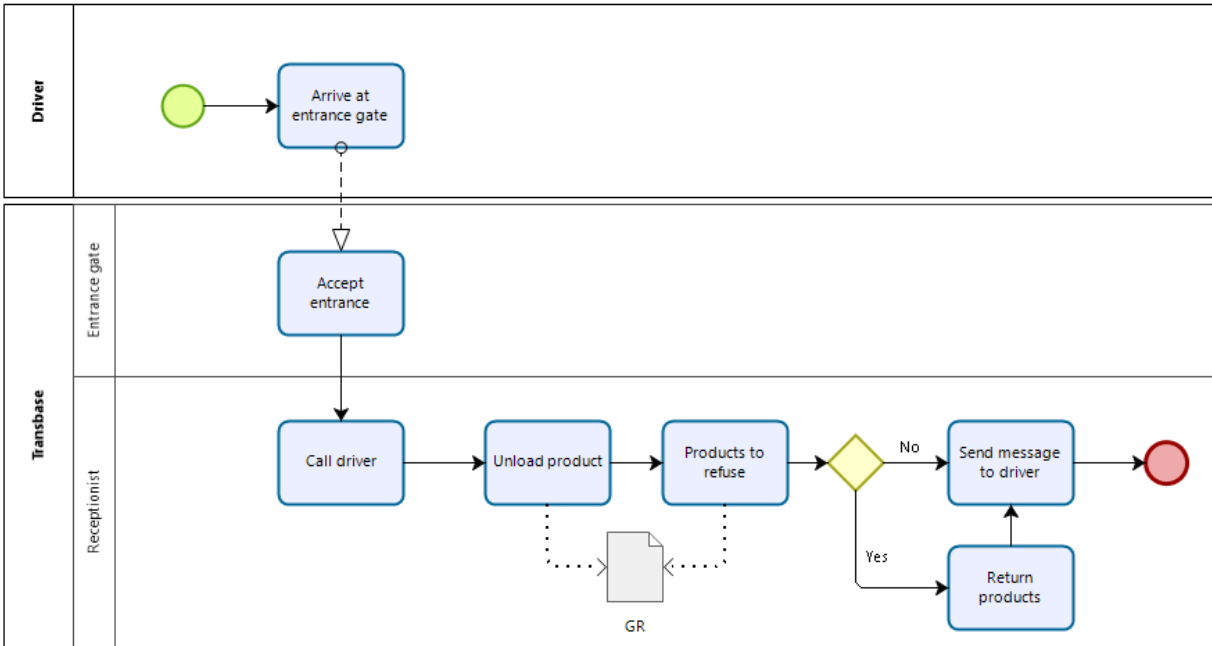 Driver
Arrive at
entrance gate
Transbase
Entrance gate
Accept
entrance
Receptionist
Call driver
Unload product
Products to
refuse
No
Send message
to driver
Yes
Return
products
GR